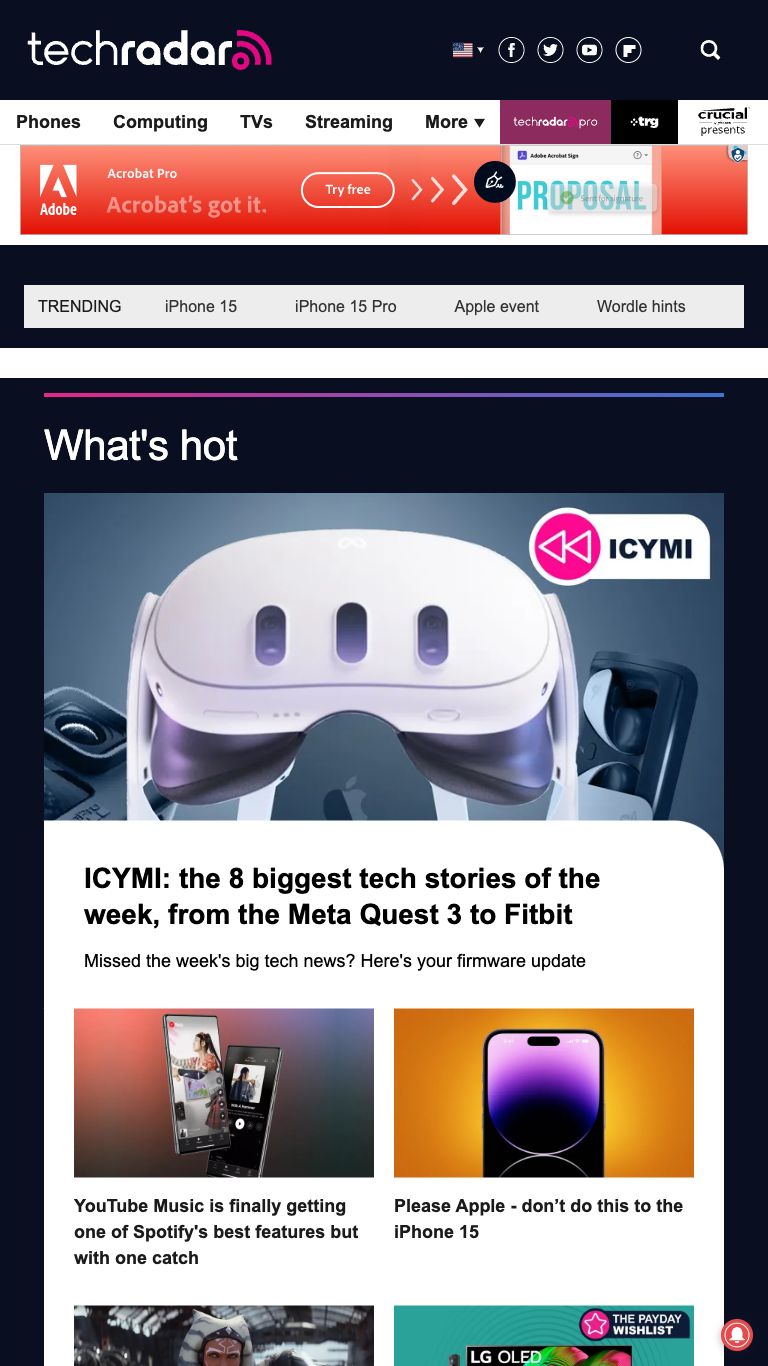 techradar
Phones
Computing
TVs
Streaming
More ▼
techradar pro
trg
crucial
presents
Adobe
Acrobat Pro
Acrobat's got it.
Try free
Adobe Acrobat Sign
PROPOSAL
Sent for signature
TRENDING
iPhone 15
iPhone 15 Pro
Apple event
Wordle hints
What's hot
ICYMI
ICYMI: the 8 biggest tech stories of the
week, from the Meta Quest 3 to Fitbit
Missed the week's big tech news? Here's your firmware update
YouTube Music is finally getting
one of Spotify's best features but
with one catch
Please Apple - don’t do this to the
iPhone 15
THE PAYDAY
WISHLIST
LG OLED